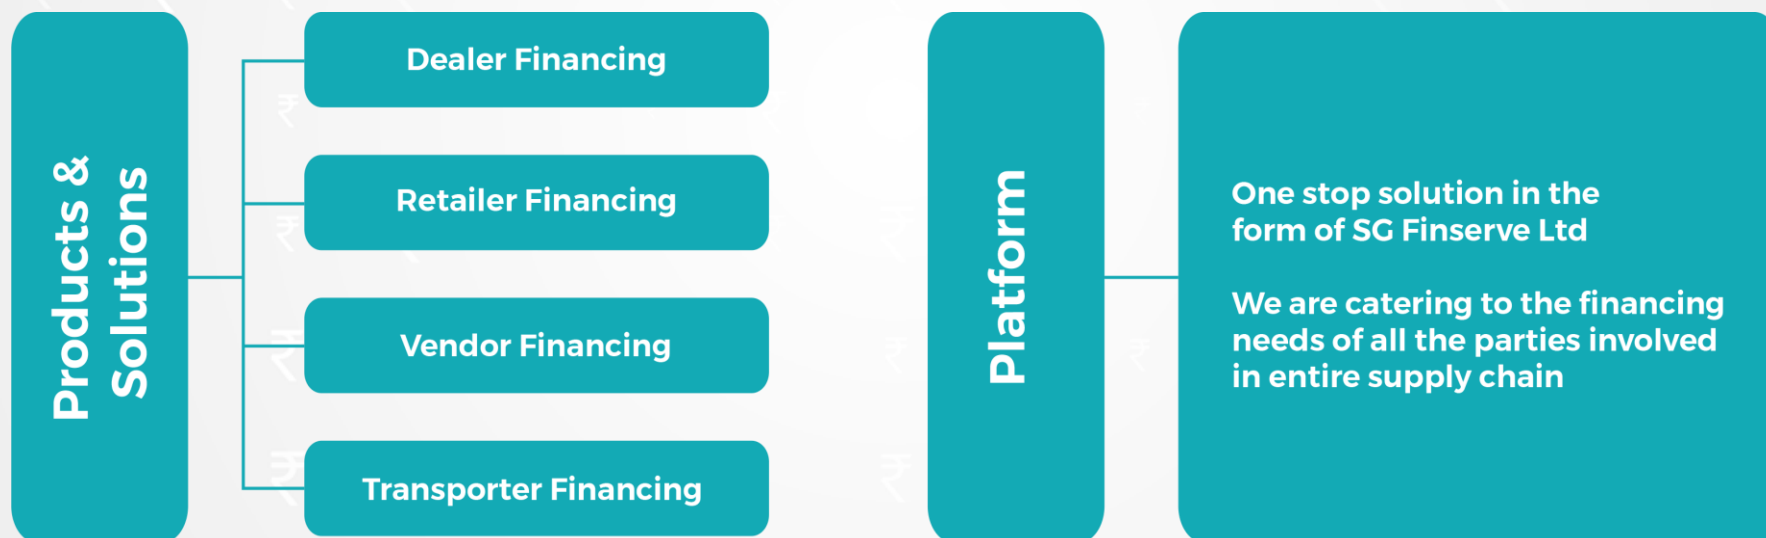 Products &
Solutions
Dealer Financing
Retailer Financing
Vendor Financing
Transporter Financing
Platform
One stop solution in the
form of SG Finserve Ltd
We are catering to the financing
needs of all the parties involved
in entire supply chain